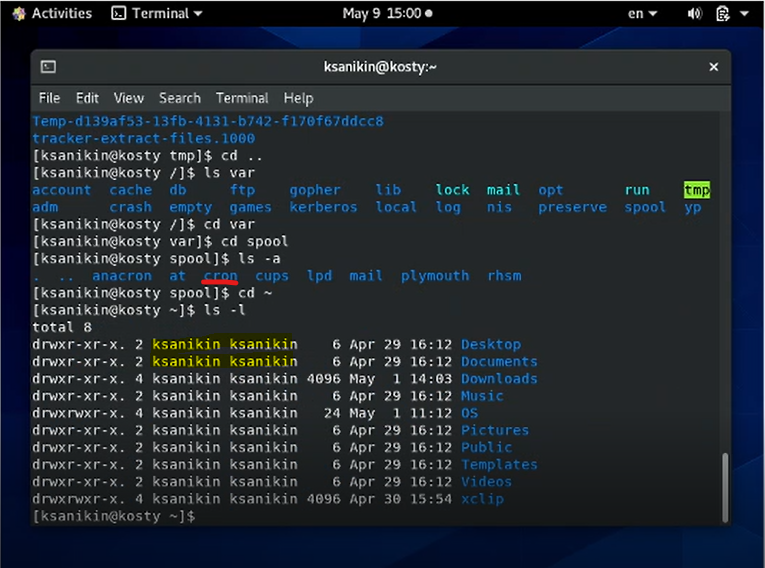 Activities Terminal May 9 15:00 en
ksanikin@kosty:~
File Edit View Search Terminal Help
Temp-d139af53-13fb-4131-b742-f170f67ddcc8
tracker-extract-files.1000
[ksanikin@kosty tmp]$ cd ..
[ksanikin@kosty /]$ ls var
account cache db ftp gopher lib lock mail opt run tmp
adm crash empty games kerberos local log nis preserve spool yp
[ksanikin@kosty /]$ cd var
[ksanikin@kosty var]$ cd spool
[ksanikin@kosty spool]$ ls -a
. .. anacron at cron cups lpd mail plymouth rhsm
[ksanikin@kosty spool]$ cd ~
[ksanikin@kosty ~]$ ls -l
total 8
drwxr-xr-x. 2 ksanikin ksanikin 6 Apr 29 16:12 Desktop
drwxr-xr-x. 2 ksanikin ksanikin 6 Apr 29 16:12 Documents
drwxr-xr-x. 4 ksanikin ksanikin 4096 May 1 14:03 Downloads
drwxr-xr-x. 2 ksanikin ksanikin 6 Apr 29 16:12 Music
drwxrwxr-x. 4 ksanikin ksanikin 24 May 1 11:12 OS
drwxr-xr-x. 2 ksanikin ksanikin 6 Apr 29 16:12 Pictures
drwxr-xr-x. 2 ksanikin ksanikin 6 Apr 29 16:12 Public
drwxr-xr-x. 2 ksanikin ksanikin 6 Apr 29 16:12 Templates
drwxr-xr-x. 2 ksanikin ksanikin 6 Apr 29 16:12 Videos
drwxrwxr-x. 4 ksanikin ksanikin 4096 Apr 30 15:54 xclip
[ksanikin@kosty ~]$